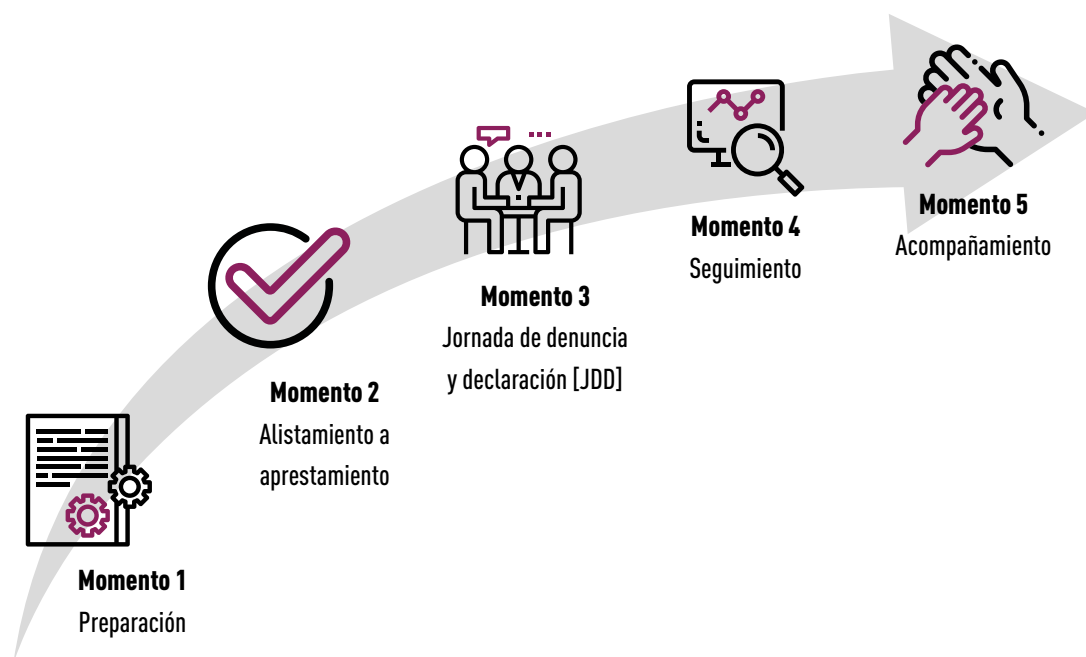 Momento 1
Preparación
Momento 2
Alistamiento a
aprestamiento
Momento 3
Jornada de denuncia
y declaración [JDD]
Momento 4
Seguimiento
Momento 5
Acompañamiento